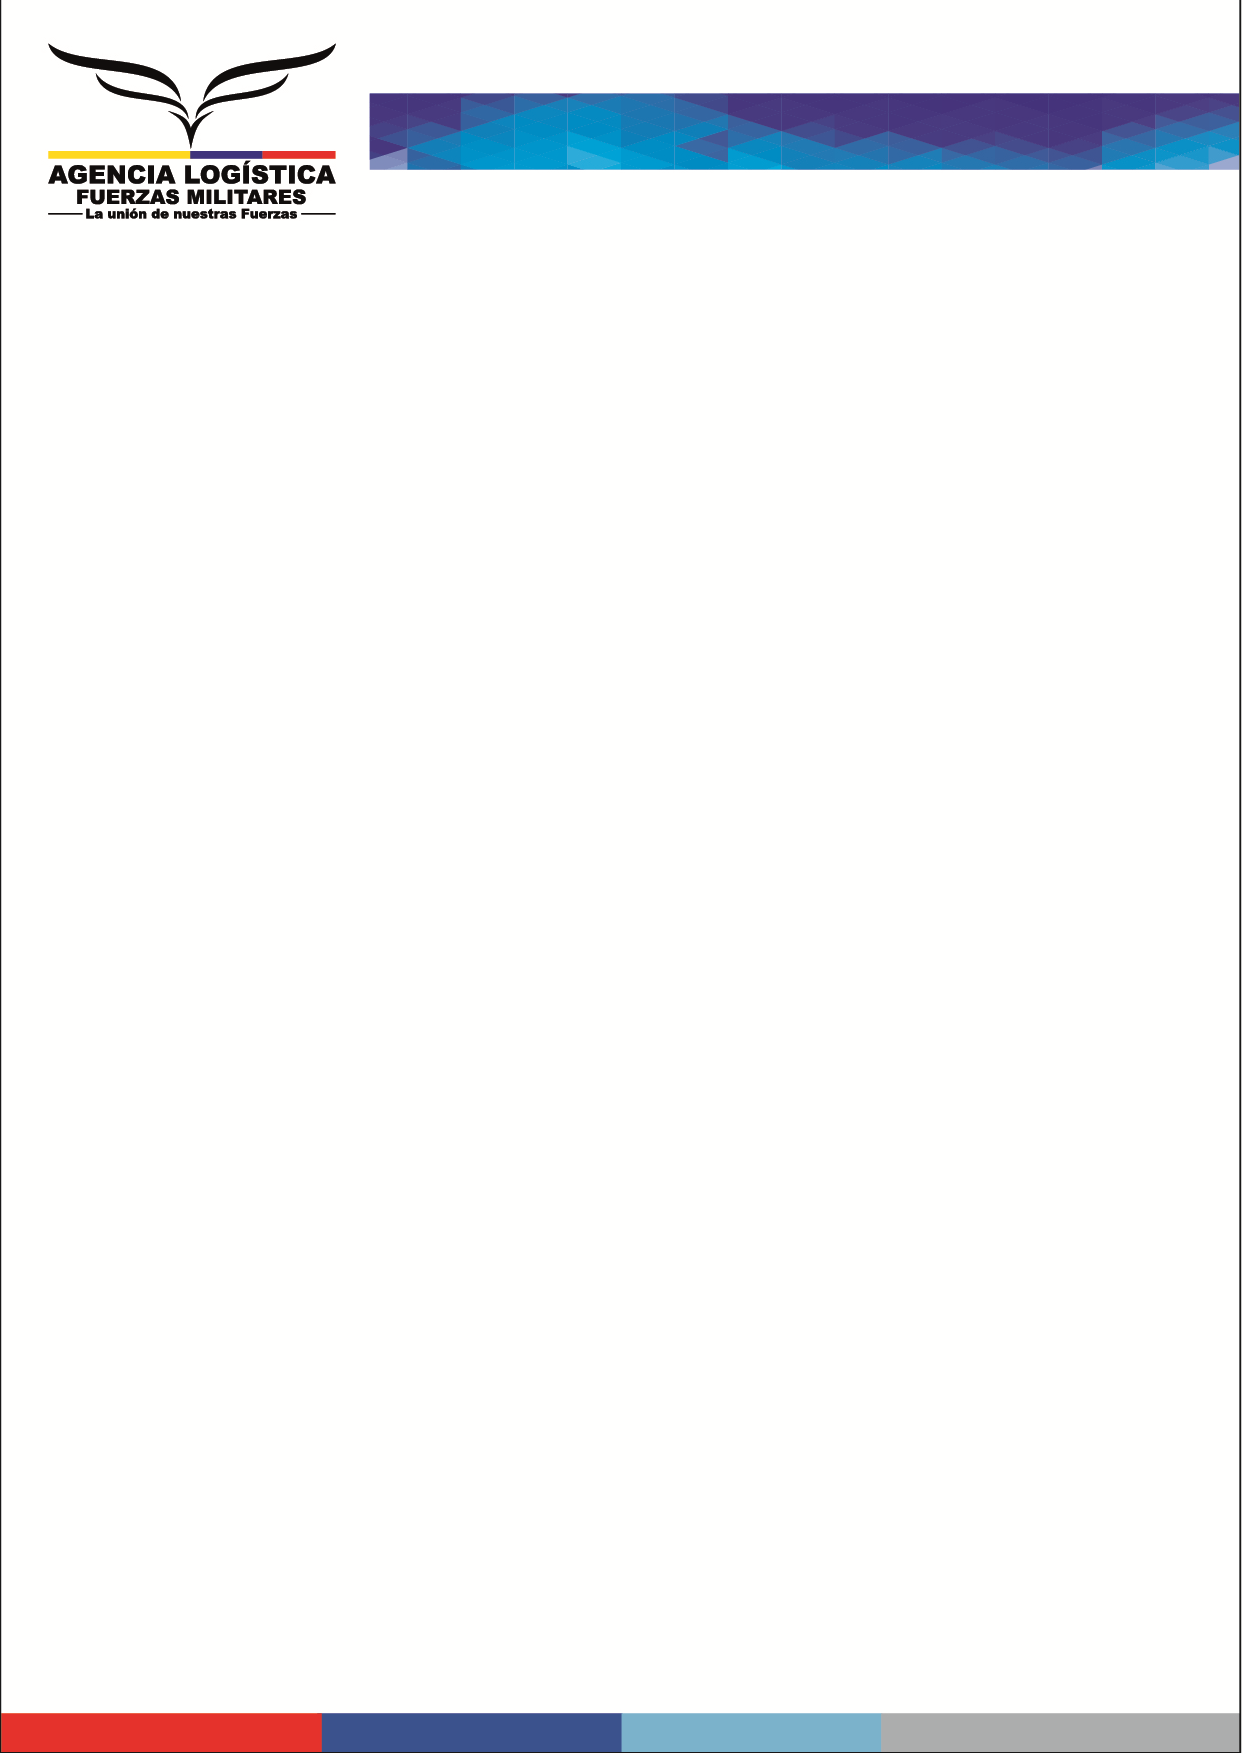 AGENCIA LOGÍSTICA
FUERZAS MILITARES
La unión de nuestras Fuerzas